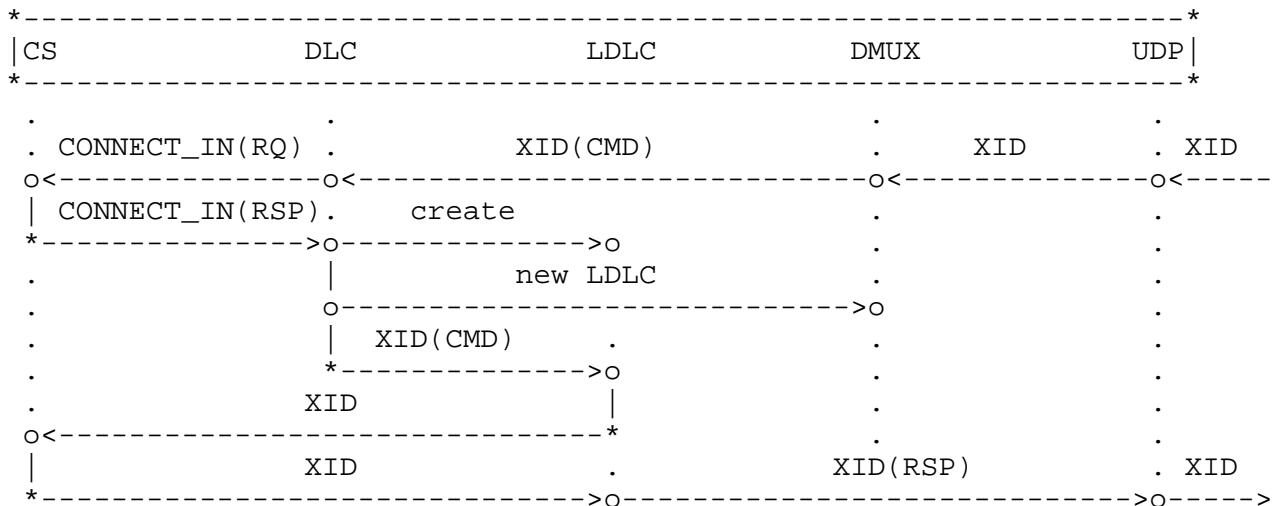 *------------------------------------------------------------------*
|CS             DLC             LDLC           DMUX            UDP|
*------------------------------------------------------------------*
 .                .                              .               .
 . CONNECT_IN(RQ) .          XID(CMD)            .     XID       . XID
 o<---------------o<-----------------------------o<--------------o<-----
 | CONNECT_IN(RSP).    create                    .               .
 *--------------->o-------------->o              .               .
 .                |          new LDLC            .               .
 .                o----------------------------->o               .
 .                |  XID(CMD)     .              .               .
 .                *-------------->o              .               .
 .              XID               |              .               .
 o<-------------------------------*              .               .
 |              XID               .            XID(RSP)          . XID
 *------------------------------->o----------------------------->o----->